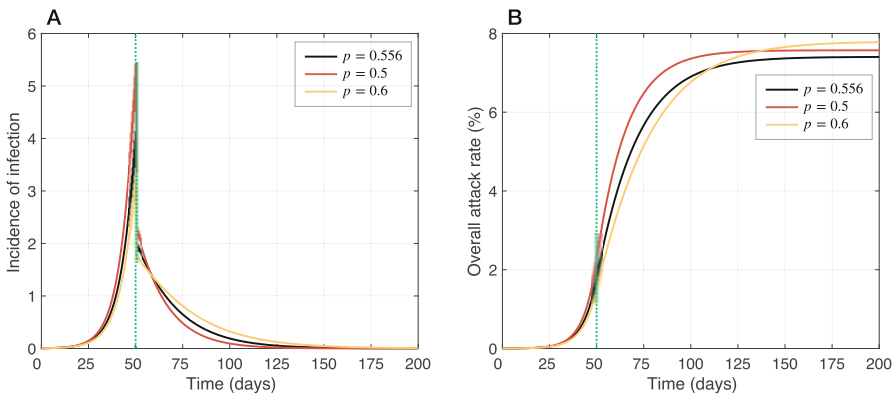 A
6
5
4
3
2
1
0
Incidence of infection
0 25 50 75 100 125 150 175 200
Time (days)
p = 0.556
p = 0.5
p = 0.6
B
8
6
4
2
0
Overall attack rate (%)
0 25 50 75 100 125 150 175 200
Time (days)
p = 0.556
p = 0.5
p = 0.6